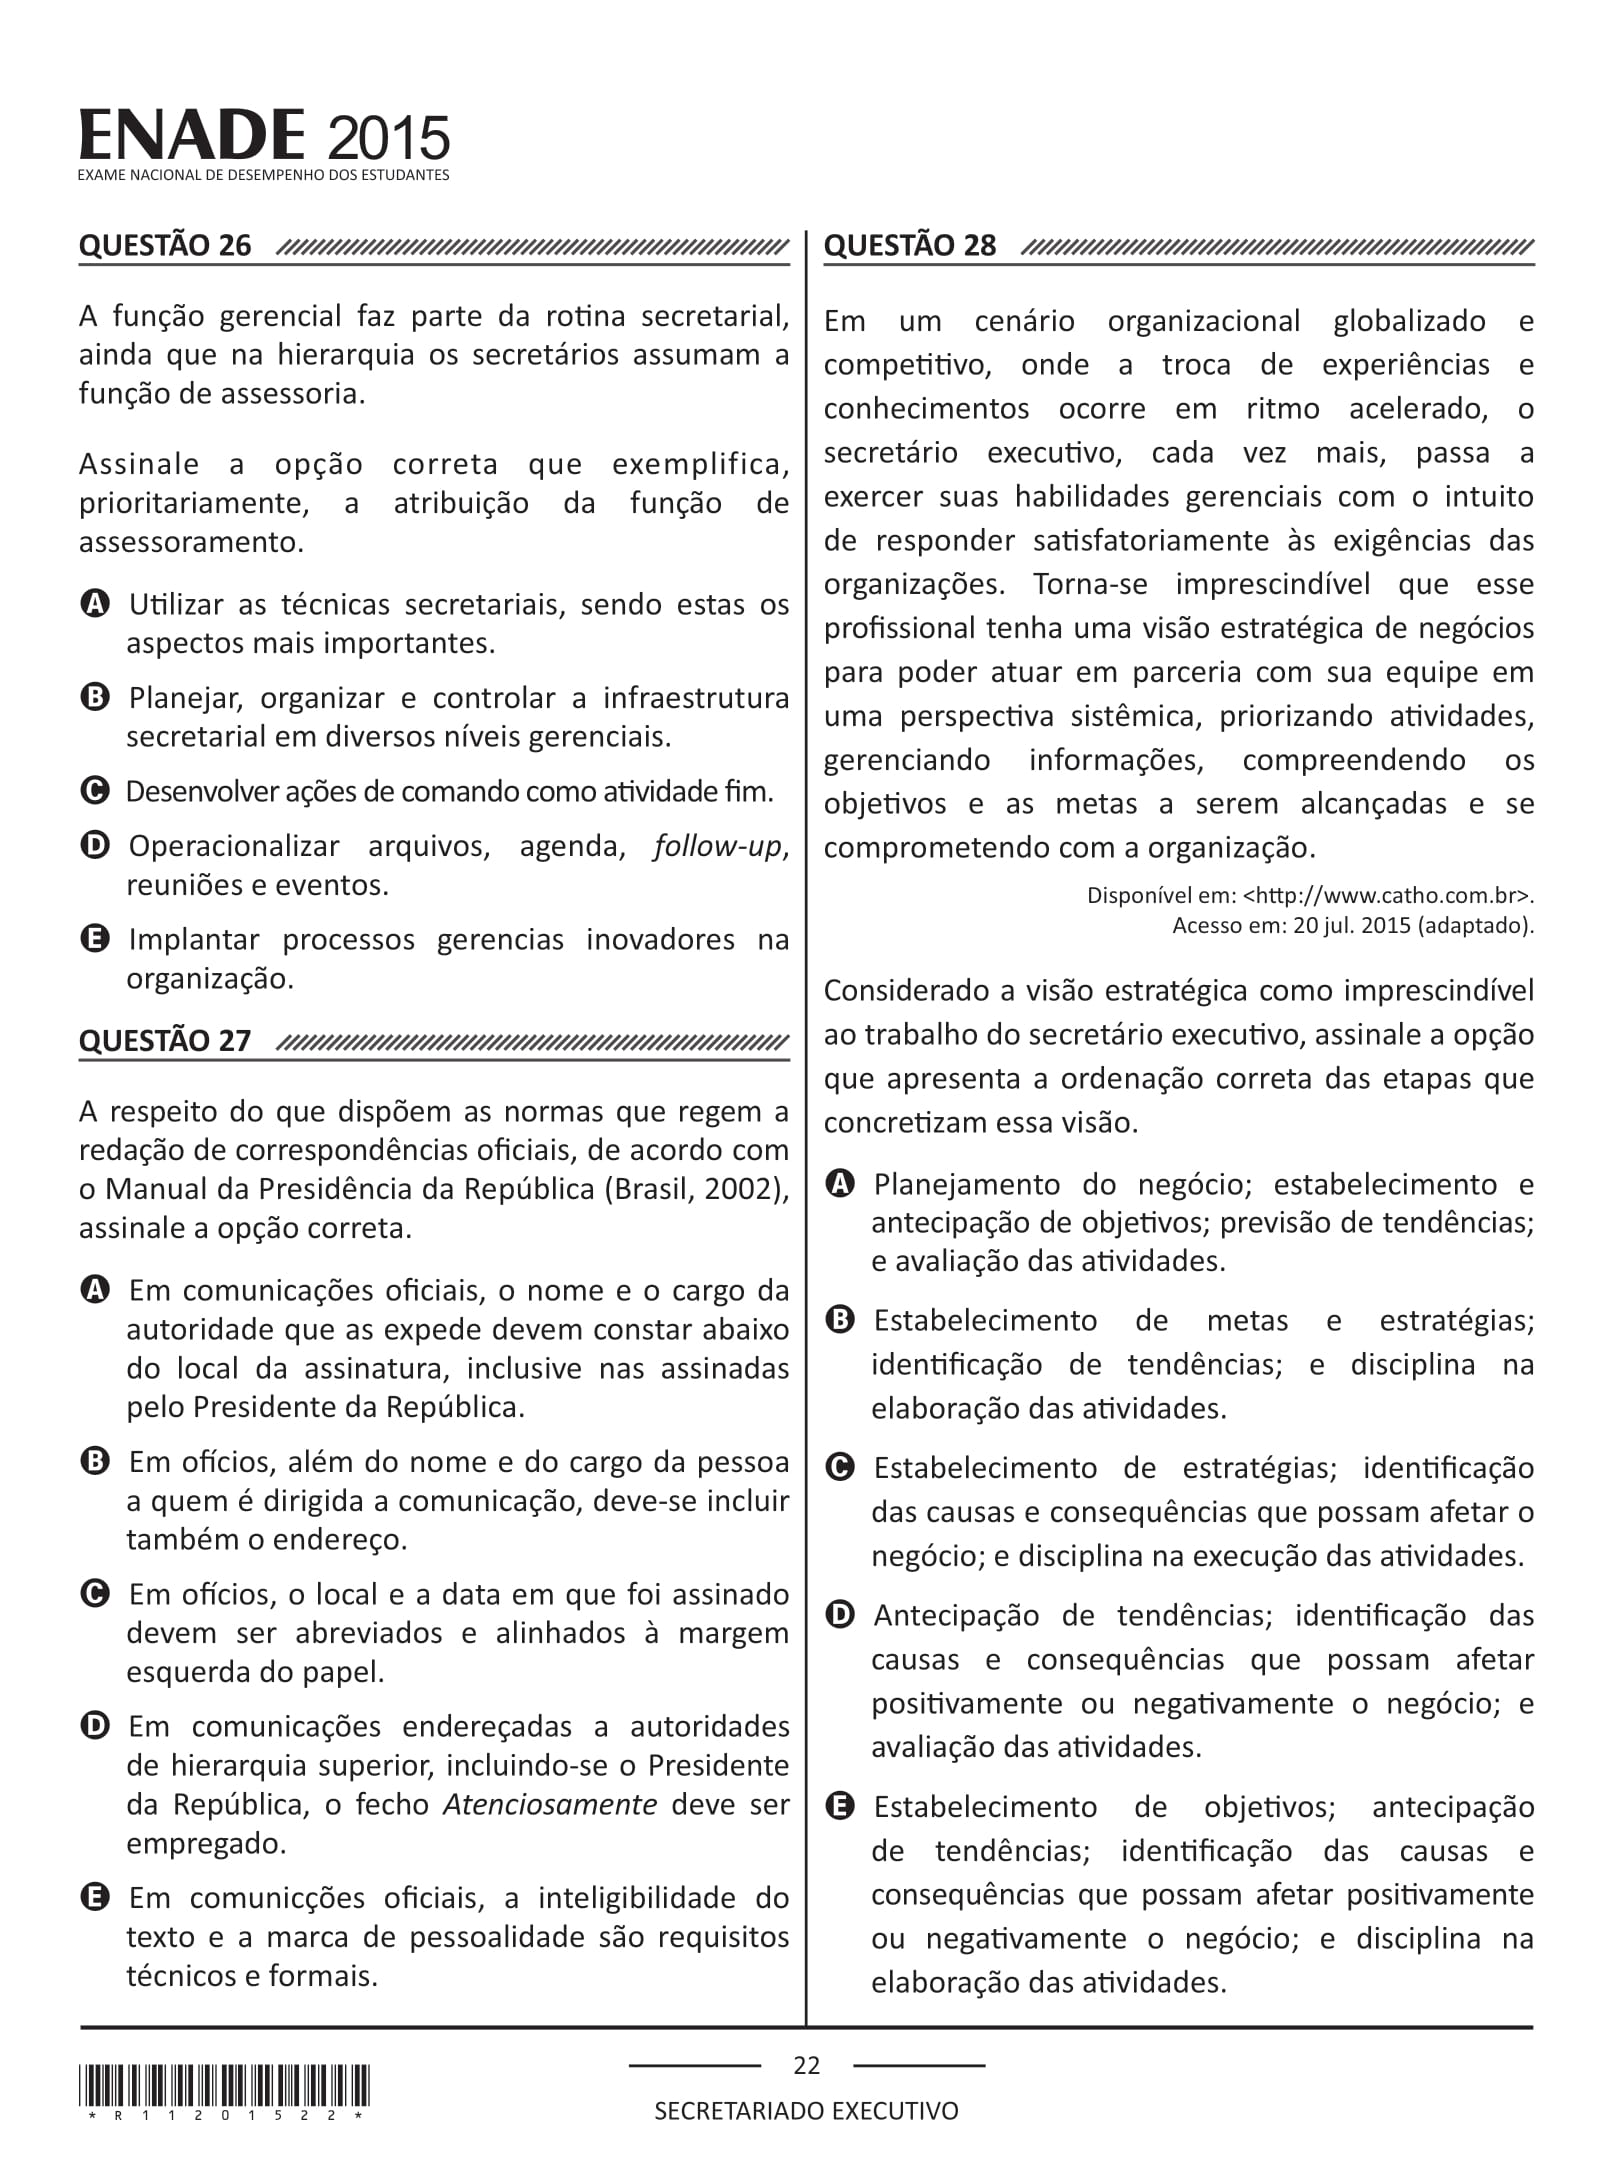 ENADE 2015
EXAME NACIONAL DE DESEMPENHO DOS ESTUDANTES
QUESTÃO 26
A função gerencial faz parte da rotina secretarial,
ainda que na hierarquia os secretários assumam a
função de assessoria.
Assinale a opção correta que exemplifica,
prioritariamente, a atribuição da função de
assessoramento.
A Utilizar as técnicas secretariais, sendo estas os
aspectos mais importantes.
B Planejar, organizar e controlar a infraestrutura
secretarial em diversos níveis gerenciais.
C Desenvolver ações de comando como atividade fim.
D Operacionalizar arquivos, agenda, follow-up,
reuniões e eventos.
E Implantar processos gerencias inovadores na
organização.
QUESTÃO 27
A respeito do que dispõem as normas que regem a
redação de correspondências oficiais, de acordo com
o Manual da Presidência da República (Brasil, 2002),
assinale a opção correta.
A Em comunicações oficiais, o nome e o cargo da
autoridade que as expede devem constar abaixo
do local da assinatura, inclusive nas assinadas
pelo Presidente da República.
B Em ofícios, além do nome e do cargo da pessoa
a quem é dirigida a comunicação, deve-se incluir
também o endereço.
C Em ofícios, o local e a data em que foi assinado
devem ser abreviados e alinhados à margem
esquerda do papel.
D Em comunicações endereçadas a autoridades
de hierarquia superior, incluindo-se o Presidente
da República, o fecho Atenciosamente deve ser
empregado.
E Em comunicções oficiais, a inteligibilidade do
texto e a marca de pessoalidade são requisitos
técnicos e formais.
QUESTÃO 28
Em um cenário organizacional globalizado e
competitivo, onde a troca de experiências e
conhecimentos ocorre em ritmo acelerado, o
secretário executivo, cada vez mais, passa a
exercer suas habilidades gerenciais com o intuito
de responder satisfatoriamente às exigências das
organizações. Torna-se imprescindível que esse
profissional tenha uma visão estratégica de negócios
para poder atuar em parceria com sua equipe em
uma perspectiva sistêmica, priorizando atividades,
gerenciando informações, compreendendo os
objetivos e as metas a serem alcançadas e se
comprometendo com a organização.
Disponível em: <http://www.catho.com.br>.
Acesso em: 20 jul. 2015 (adaptado).
Considerado a visão estratégica como imprescindível
ao trabalho do secretário executivo, assinale a opção
que apresenta a ordenação correta das etapas que
concretizam essa visão.
A Planejamento do negócio; estabelecimento e
antecipação de objetivos; previsão de tendências;
e avaliação das atividades.
B Estabelecimento de metas e estratégias;
identificação de tendências; e disciplina na
elaboração das atividades.
C Estabelecimento de estratégias; identificação
das causas e consequências que possam afetar o
negócio; e disciplina na execução das atividades.
D Antecipação de tendências; identificação das
causas e consequências que possam afetar
positivamente ou negativamente o negócio; e
avaliação das atividades.
E Estabelecimento de objetivos; antecipação
de tendências; identificação das causas e
consequências que possam afetar positivamente
ou negativamente o negócio; e disciplina na
elaboração das atividades.
*R11201522*
22
SECRETARIADO EXECUTIVO